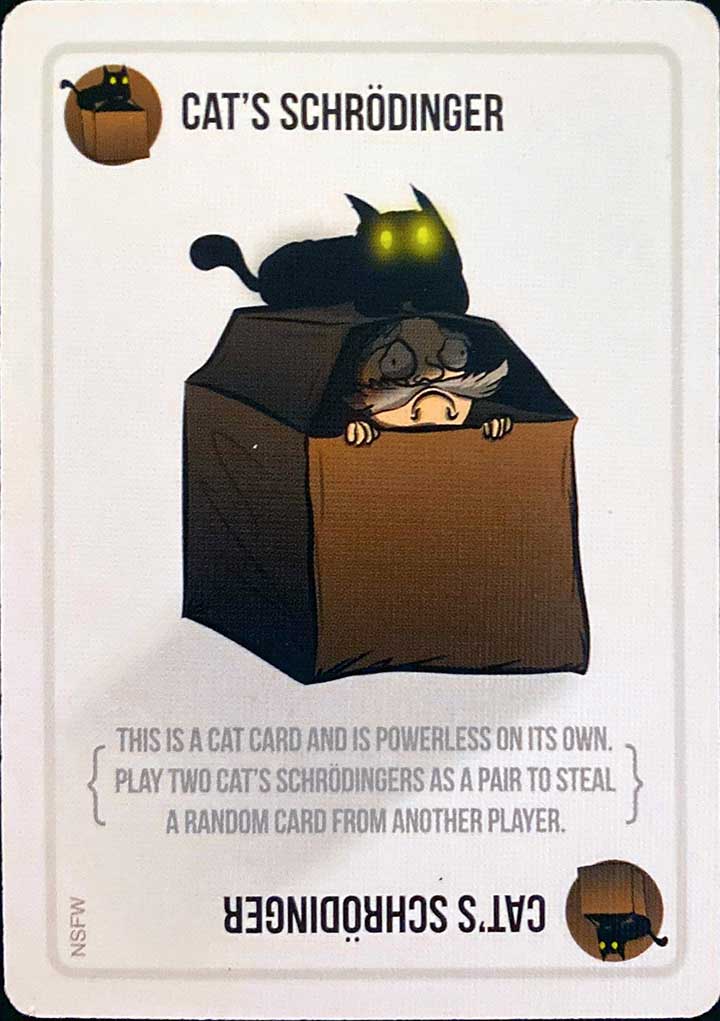 CAT'S SCHRÖDINGER
THIS IS A CAT CARD AND IS POWERLESS ON ITS OWN.
PLAY TWO CAT'S SCHRÖDINGERS AS A PAIR TO STEAL
A RANDOM CARD FROM ANOTHER PLAYER.
CAT'S SCHRÖDINGER
NSFW